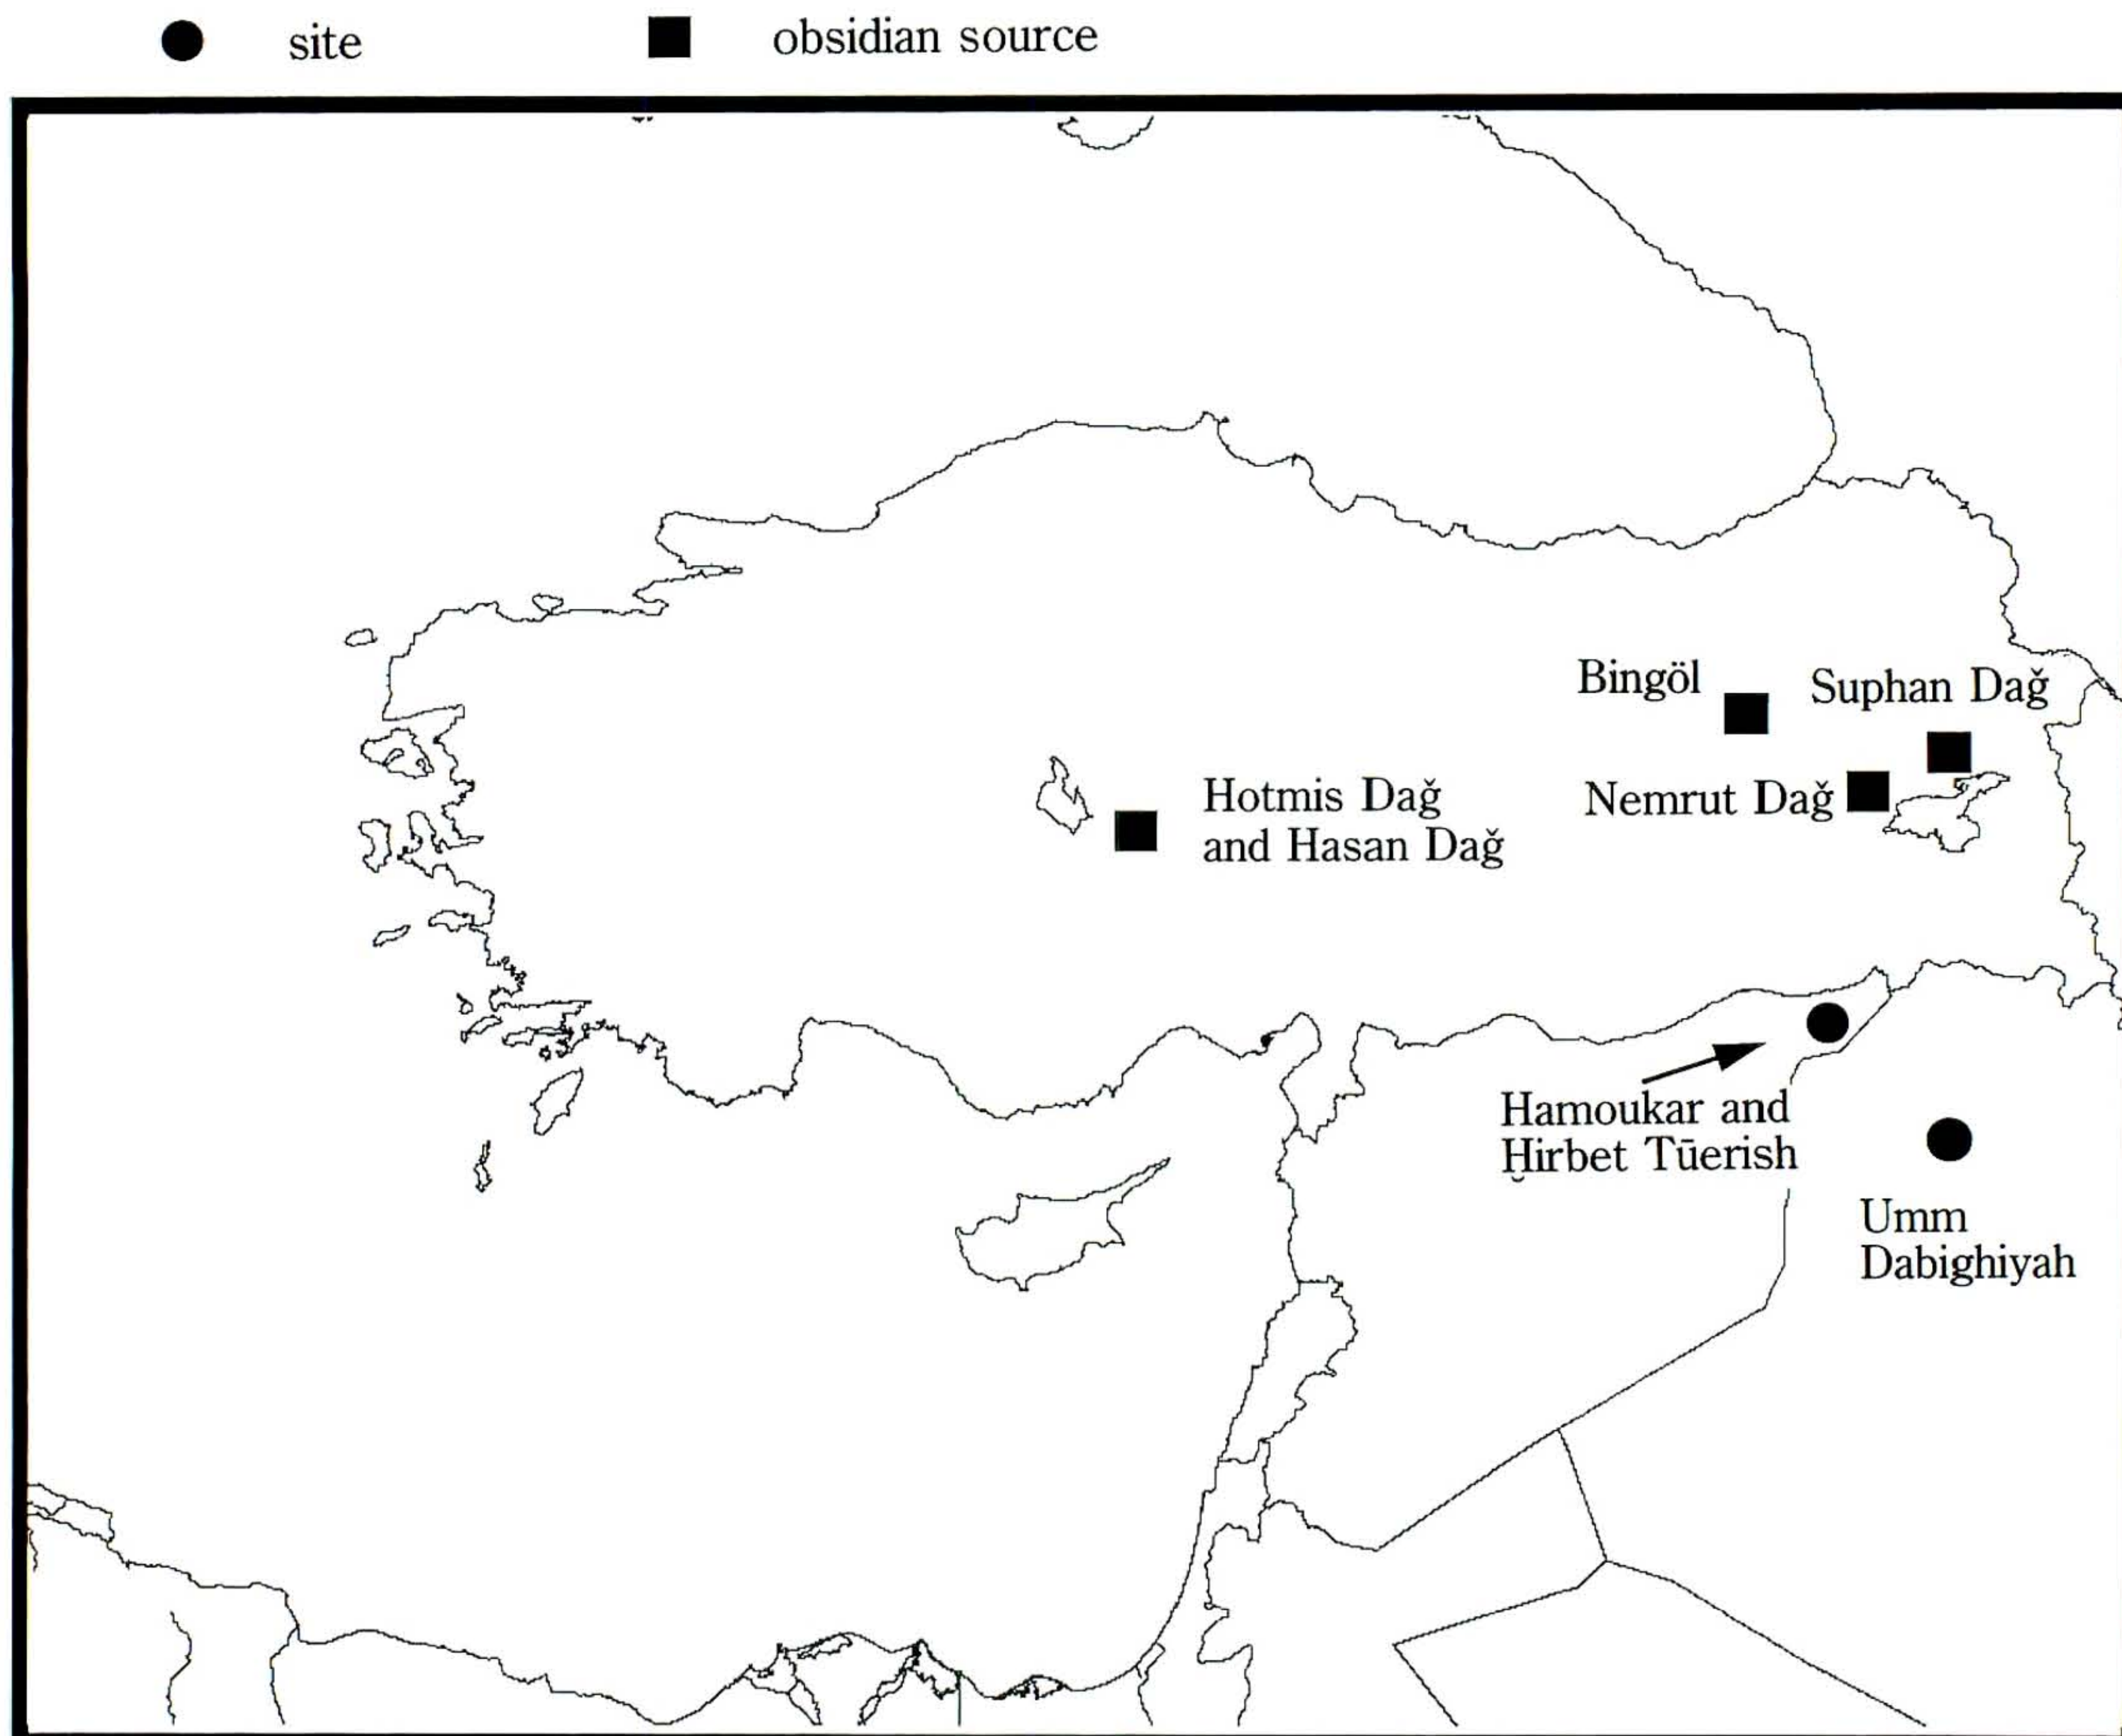 site
obsidian source
Bingöl
Suphan Dağ
Nemrut Dağ
Hotmis Dağ
and Hasan Dağ
Hamoukar and
Ḫirbet Tūerish
Umm
Dabighiyah